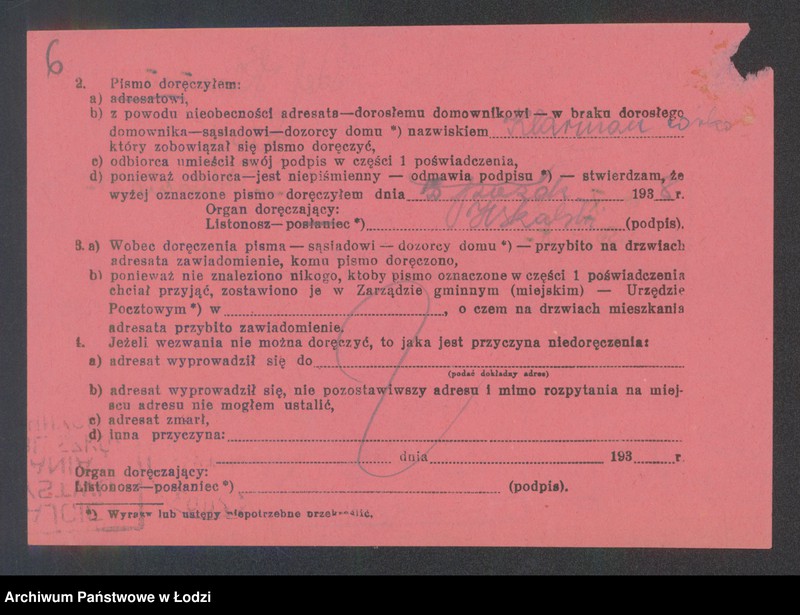 6
2. Pismo doręczyłem:
a) adresatowi,
b) z powodu nieobecności adresata—dorosłemu domownikowi — w braku dorosłego
domownika—sąsiadowi—dozorcy domu *) nazwiskiem
który zobowiązał się pismo doręczyć,
c) odbiorca umieścił swój podpis w części 1 poświadczenia,
d) ponieważ odbiorca—jest niepiśmienny — odmawia podpisu *) — stwierdzam, że
wyżej oznaczone pismo doręczyłem dnia 1938 r.
Organ doręczający:
Listonosz—posłaniec *) (podpis).
3. a) Wobec doręczenia pisma — sąsiadowi — dozorcy domu *) — przybito na drzwiach
adresata zawiadomienie, komu pismo doręczono,
b) ponieważ nie znaleziono nikogo, ktoby pismo oznaczone w części 1 poświadczenia
chciał przyjąć, zostawiono je w Zarządzie gminnym (miejskim) — Urzędzie
Pocztowym *) w , o czem na drzwiach mieszkania
adresata przybito zawiadomienie.
4. Jeżeli wezwania nie można doręczyć, to jaka jest przyczyna niedoręczenia:
a) adresat wyprowadził się do
(podać dokładny adres)
b) adresat wyprowadził się, nie pozostawiwszy adresu i mimo rozpytania na miej-
scu adresu nie mogłem ustalić,
c) adresat zmarł,
d) inna przyczyna:
dnia 193 r.
Organ doręczający:
Listonosz—posłaniec *) (podpis).
*) Wyrazy lub ustępy niepotrzebne przekreślić.
Archiwum Państwowe w Łodzi